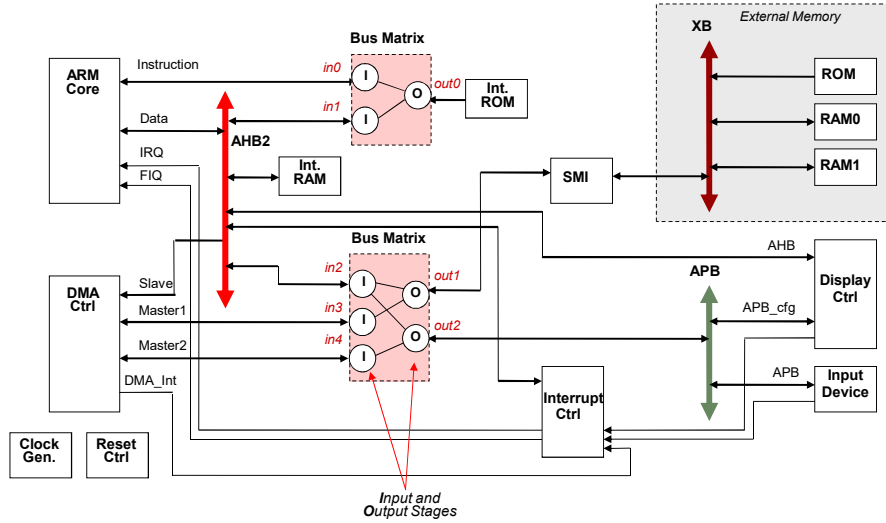 External Memory
XB
Bus Matrix
Instruction
in0
ARM
Core
I
O
out0
Int.
ROM
ROM
in1
I
Data
AHB2
RAM0
IRQ
FIQ
Int.
RAM
SMI
RAM1
Bus Matrix
AHB
in2
out1
APB
Display
Ctrl
DMA
Ctrl
Slave
I
O
Master1
in3
I
out2
APB_cfg
O
Master2
in4
I
DMA_Int
APB
Input
Device
Interrupt
Ctrl
Clock
Gen.
Reset
Ctrl
Input and
Output Stages